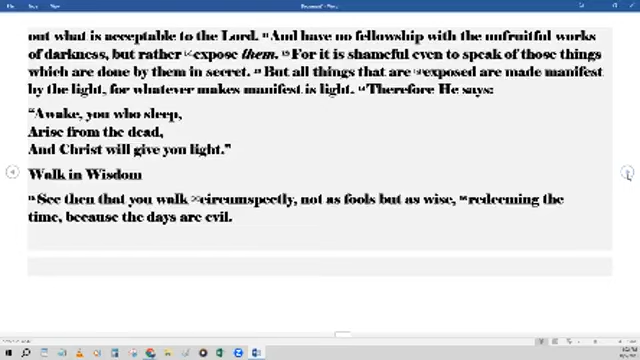 out what is acceptable to the Lord. 11 And have no fellowship with the unfruitful works
of darkness, but rather expose them. For it is shameful even to speak of those things
which are done by them in secret. 13 But all things that are exposed are made manifest
by the light, for whatever makes manifest is light. 14 Therefore He says:
“Awake, you who sleep,
Arise from the dead,
And Christ will give you light.”
Walk in Wisdom
15 See then that you walk circumspectly, not as fools but as wise, 16 redeeming the
time, because the days are evil.